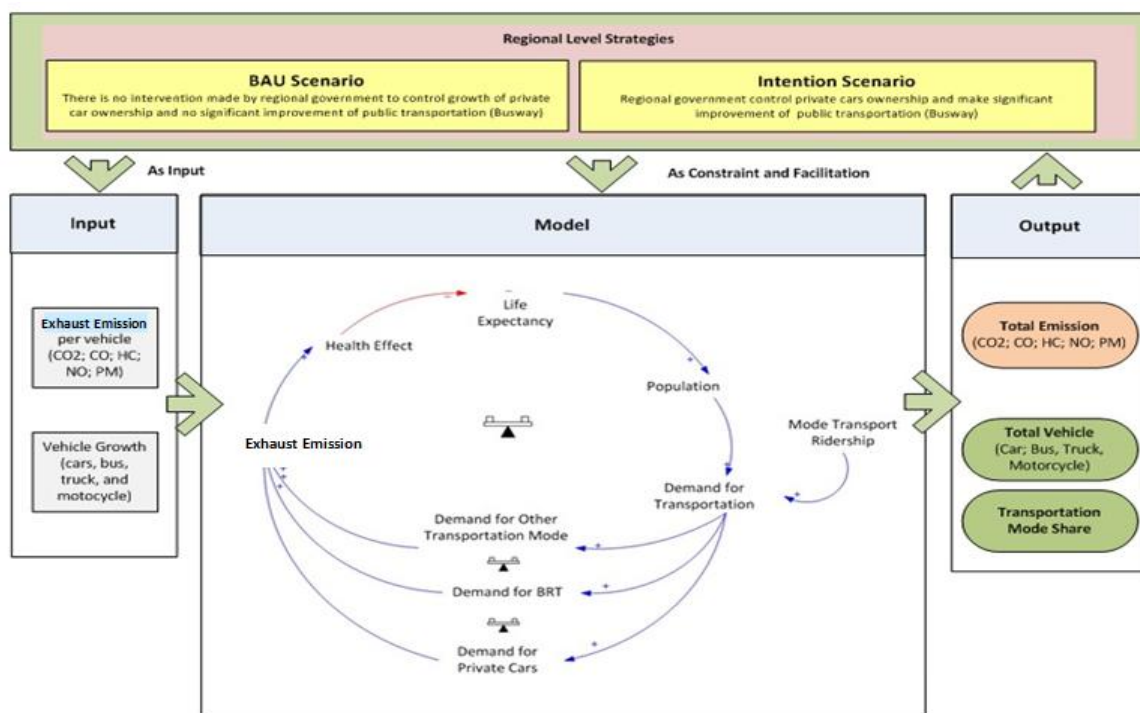 Regional Level Strategies
BAU Scenario
There is no intervention made by regional government to control growth of private
car ownership and no significant improvement of public transportation (Busway)
Intention Scenario
Regional government control private cars ownership and make significant
improvement of public transportation (Busway)
As Input
As Constraint and Facilitation
Input
Exhaust Emission
per vehicle
(CO2; CO; HC;
NO; PM)
Vehicle Growth
(cars, bus,
truck, and
motocycle)
Model
Life
Expectancy
Health Effect
Population
Mode Transport
Ridership
Exhaust Emission
Demand for
Transportation
Demand for Other
Transportation Mode
Demand for BRT
Demand for
Private Cars
Output
Total Emission
(CO2; CO; HC; NO; PM)
Total Vehicle
(Car; Bus, Truck,
Motorcycle)
Transportation
Mode Share